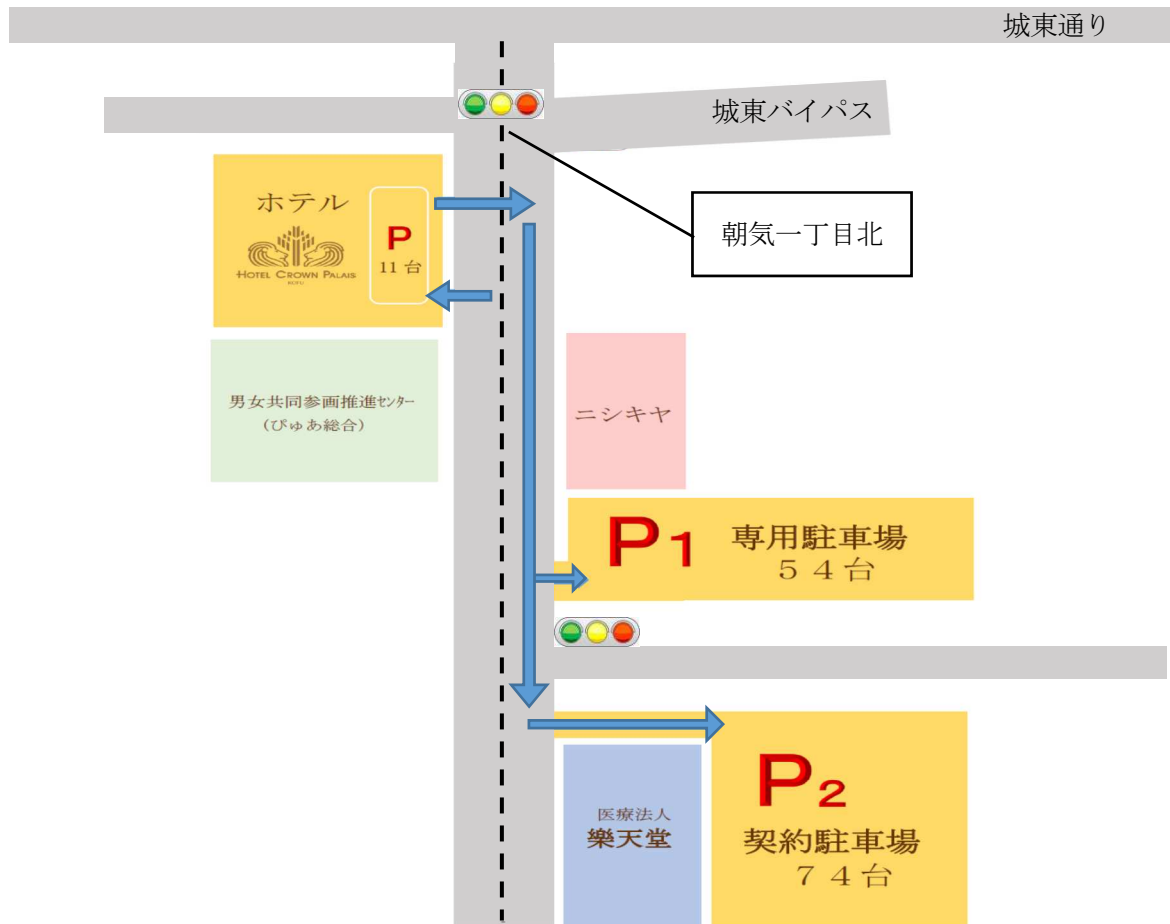 城東通り
城東バイパス
朝気一丁目北
ホテル
HOTEL CROWN PALAIS
KOFU
P
11台
男女共同参画推進ｾﾝﾀｰ
(ぴゅあ総合)
ニシキヤ
P1 専用駐車場
５４台
P2
契約駐車場
７４台
医療法人
樂天堂